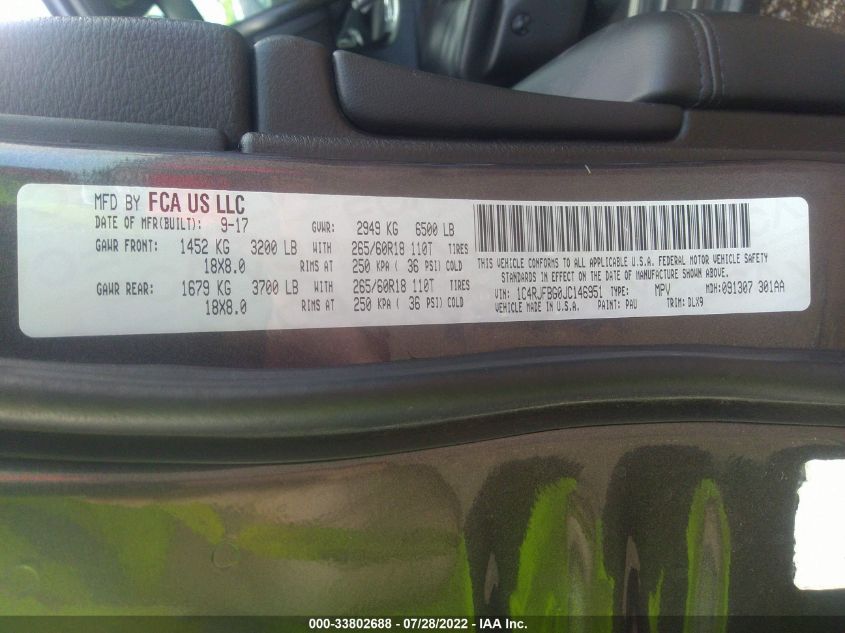 MFD BY FCA US LLC
DATE OF MFR(BUILT): 9-17 GVWR: 2949 KG 6500 LB
GAWR FRONT: 1452 KG 3200 LB WITH 265/60R18 110T TIRES
18X8.0 RIMS AT 250 KPA ( 36 PSI) COLD
GAWR REAR: 1679 KG 3700 LB WITH 265/60R18 110T TIRES
18X8.0 RIMS AT 250 KPA ( 36 PSI) COLD
THIS VEHICLE CONFORMS TO ALL APPLICABLE U.S.A. FEDERAL MOTOR VEHICLE SAFETY
STANDARDS IN EFFECT ON THE DATE OF MANUFACTURE SHOWN ABOVE.
VIN: 1C4RJFBG0JC146951 TYPE: MPV MDH: 091307 301AA
VEHICLE MADE IN U.S.A. PAINT: PAU TRIM: DLX9
000-33802688 - 07/28/2022 - IAA Inc.